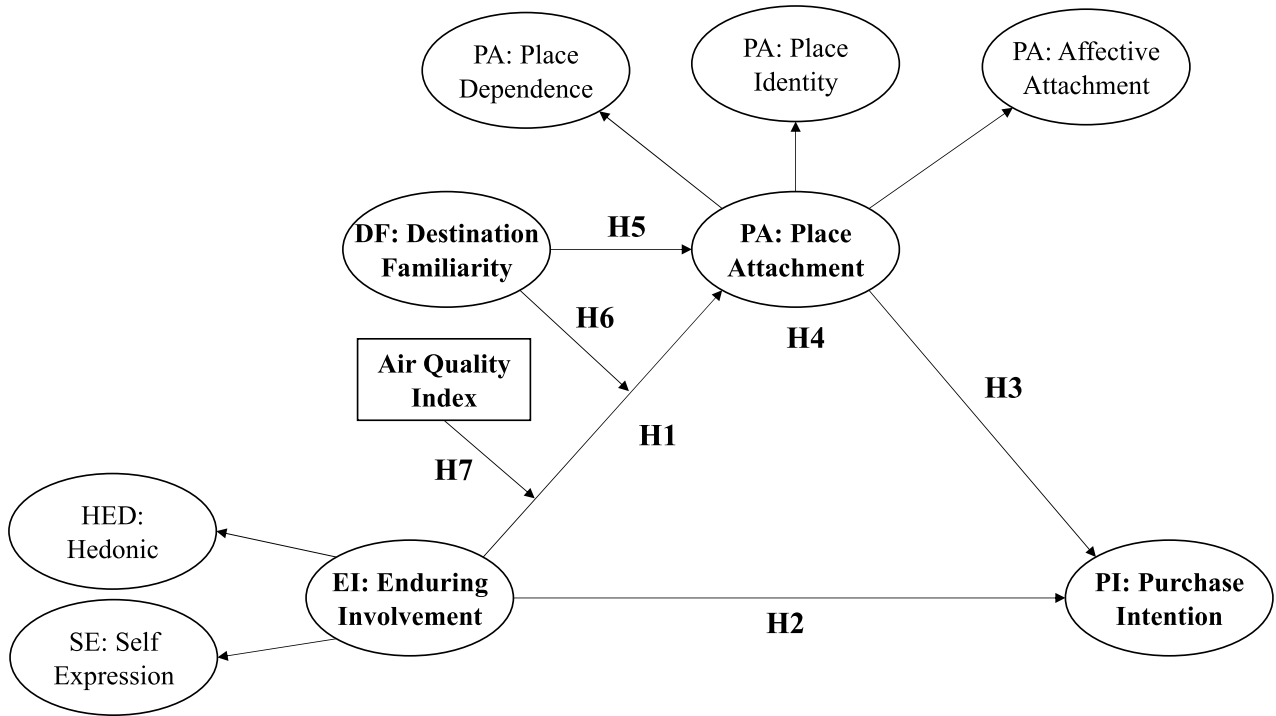 PA: Place
Dependence
PA: Place
Identity
PA: Affective
Attachment
DF: Destination
Familiarity
H5
PA: Place
Attachment
H6
H4
Air Quality
Index
H3
H1
H7
HED:
Hedonic
EI: Enduring
Involvement
PI: Purchase
Intention
H2
SE: Self
Expression